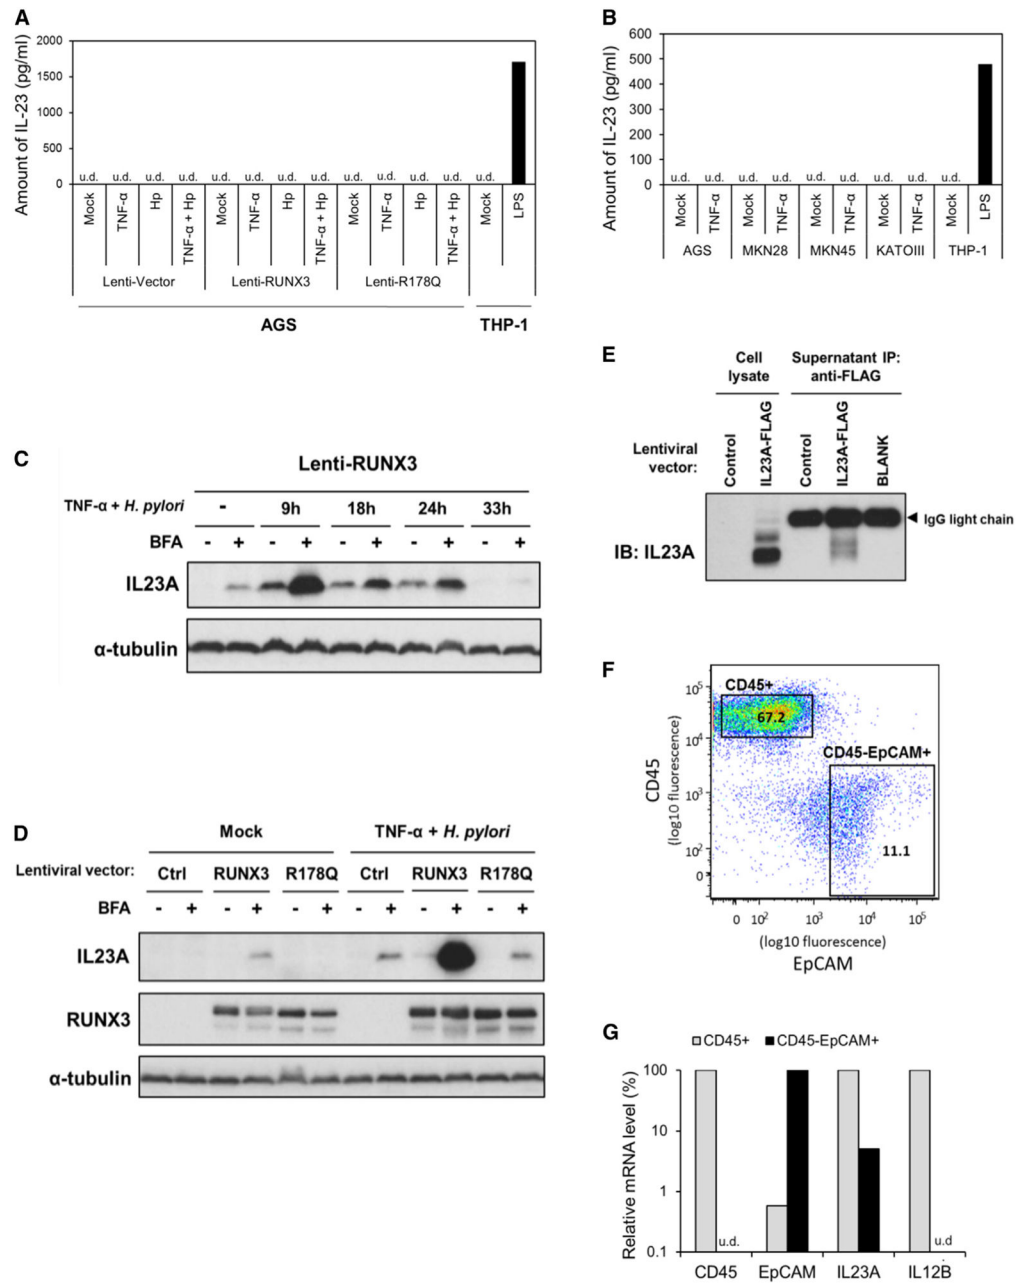 A
Amount of IL-23 (pg/ml)
2000
1500
1000
500
0
u.d. u.d. u.d. u.d. u.d. u.d. u.d. u.d. u.d. u.d. u.d. u.d. u.d.
Mock TNF-α Hp TNF-α + Hp Mock TNF-α Hp TNF-α + Hp Mock TNF-α Hp TNF-α + Hp Mock LPS
Lenti-Vector Lenti-RUNX3 Lenti-R178Q
AGS THP-1
B
Amount of IL-23 (pg/ml)
600
500
400
300
200
100
0
u.d. u.d. u.d. u.d. u.d. u.d. u.d. u.d. u.d.
Mock TNF-α Mock TNF-α Mock TNF-α Mock TNF-α Mock LPS
AGS MKN28 MKN45 KATOIII THP-1
C
Lenti-RUNX3
TNF-α + H. pylori - 9h 18h 24h 33h
BFA - + - + - + - + - +
IL23A
α-tubulin
D
Mock TNF-α + H. pylori
Lentiviral vector: Ctrl RUNX3 R178Q Ctrl RUNX3 R178Q
BFA - + - + - + - + - + - +
IL23A
RUNX3
α-tubulin
E
Cell Supernatant IP:
lysate anti-FLAG
Lentiviral
vector:
Control IL23A-FLAG Control IL23A-FLAG BLANK
IgG light chain
IB: IL23A
F
CD45
(log10 fluorescence)
10⁵
10⁴
10³
10²
0
CD45+
67.2
CD45-EpCAM+
11.1
0 10² 10³ 10⁴ 10⁵
(log10 fluorescence)
EpCAM
G
CD45+ CD45-EpCAM+
Relative mRNA level (%)
100
10
1
0.1
u.d. u.d.
CD45 EpCAM IL23A IL12B